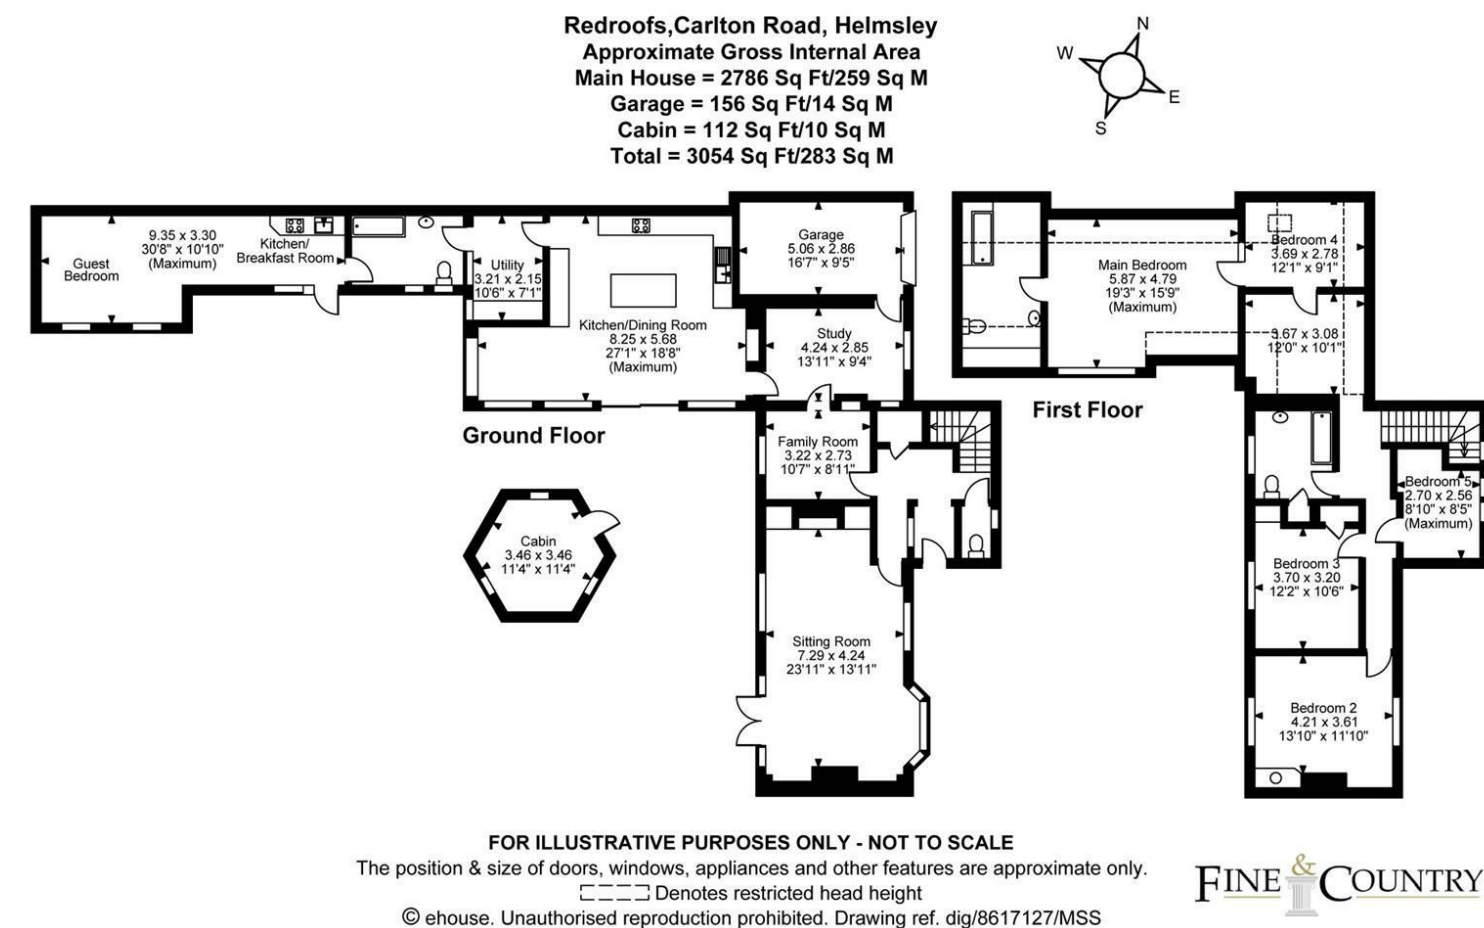 Redroofs,Carlton Road, Helmsley
Approximate Gross Internal Area
Main House = 2786 Sq Ft/259 Sq M
Garage = 156 Sq Ft/14 Sq M
Cabin = 112 Sq Ft/10 Sq M
Total = 3054 Sq Ft/283 Sq M
N
W
E
S
Guest
Bedroom
9.35 x 3.30
30'8" x 10'10"
(Maximum)
Kitchen/
Breakfast Room
Utility
3.21 x 2.15
10'6" x 7'1"
Kitchen/Dining Room
8.25 x 5.68
27'1" x 18'8"
(Maximum)
Garage
5.06 x 2.86
16'7" x 9'5"
Study
4.24 x 2.85
13'11" x 9'4"
Ground Floor
Family Room
3.22 x 2.73
10'7" x 8'11"
Cabin
3.46 x 3.46
11'4" x 11'4"
Sitting Room
7.29 x 4.24
23'11" x 13'11"
Main Bedroom
5.87 x 4.79
19'3" x 15'9"
(Maximum)
Bedroom 4
3.69 x 2.78
12'1" x 9'1"
3.67 x 3.08
12'0" x 10'1"
First Floor
Bedroom 5
2.70 x 2.56
8'10" x 8'5"
(Maximum)
Bedroom 3
3.70 x 3.20
12'2" x 10'6"
Bedroom 2
4.21 x 3.61
13'10" x 11'10"
FOR ILLUSTRATIVE PURPOSES ONLY - NOT TO SCALE
The position & size of doors, windows, appliances and other features are approximate only.
Denotes restricted head height
© ehouse. Unauthorised reproduction prohibited. Drawing ref. dig/8617127/MSS
FINE & COUNTRY